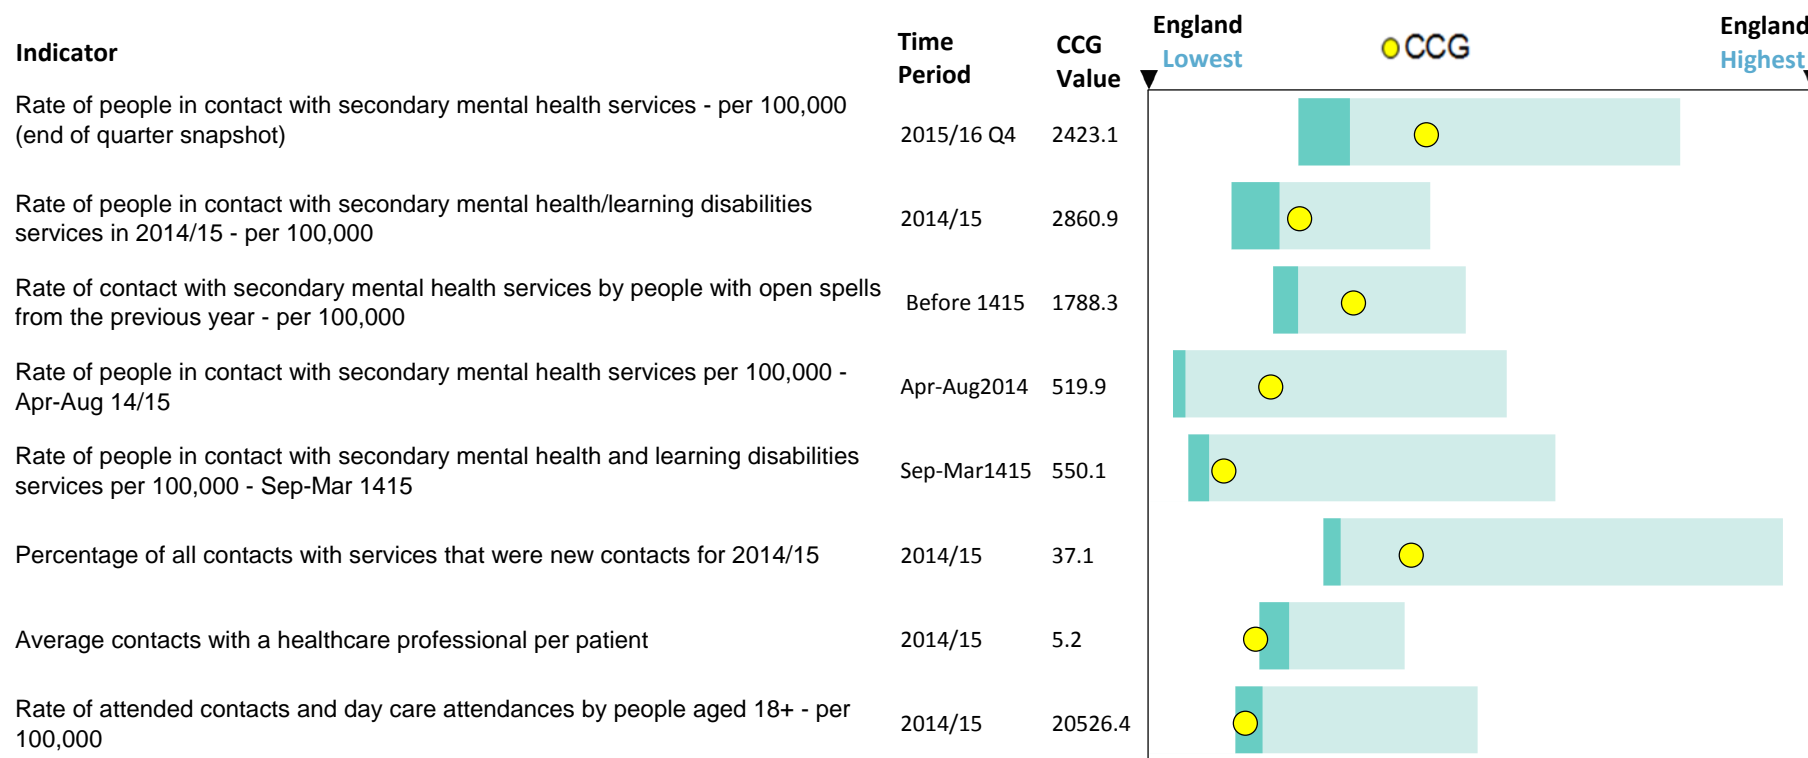 England
England
Indicator
Time
Period
CCG
Value
Lowest
CCG
Highest
Rate of people in contact with secondary mental health services - per 100,000
(end of quarter snapshot)
2015/16 Q4
2423.1
Rate of people in contact with secondary mental health/learning disabilities
services in 2014/15 - per 100,000
2014/15
2860.9
Rate of contact with secondary mental health services by people with open spells
from the previous year - per 100,000
Before 1415
1788.3
Rate of people in contact with secondary mental health services per 100,000 -
Apr-Aug 14/15
Apr-Aug2014
519.9
Rate of people in contact with secondary mental health and learning disabilities
services per 100,000 - Sep-Mar 1415
Sep-Mar1415
550.1
Percentage of all contacts with services that were new contacts for 2014/15
2014/15
37.1
Average contacts with a healthcare professional per patient
2014/15
5.2
Rate of attended contacts and day care attendances by people aged 18+ - per
100,000
2014/15
20526.4